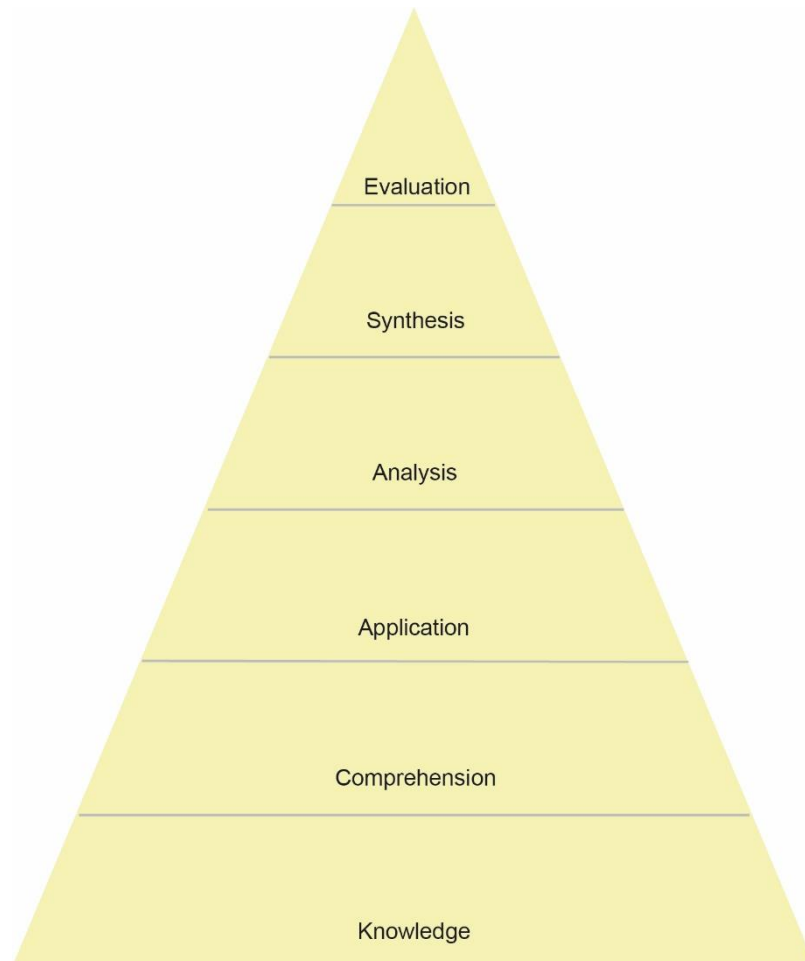 Evaluation
Synthesis
Analysis
Application
Comprehension
Knowledge